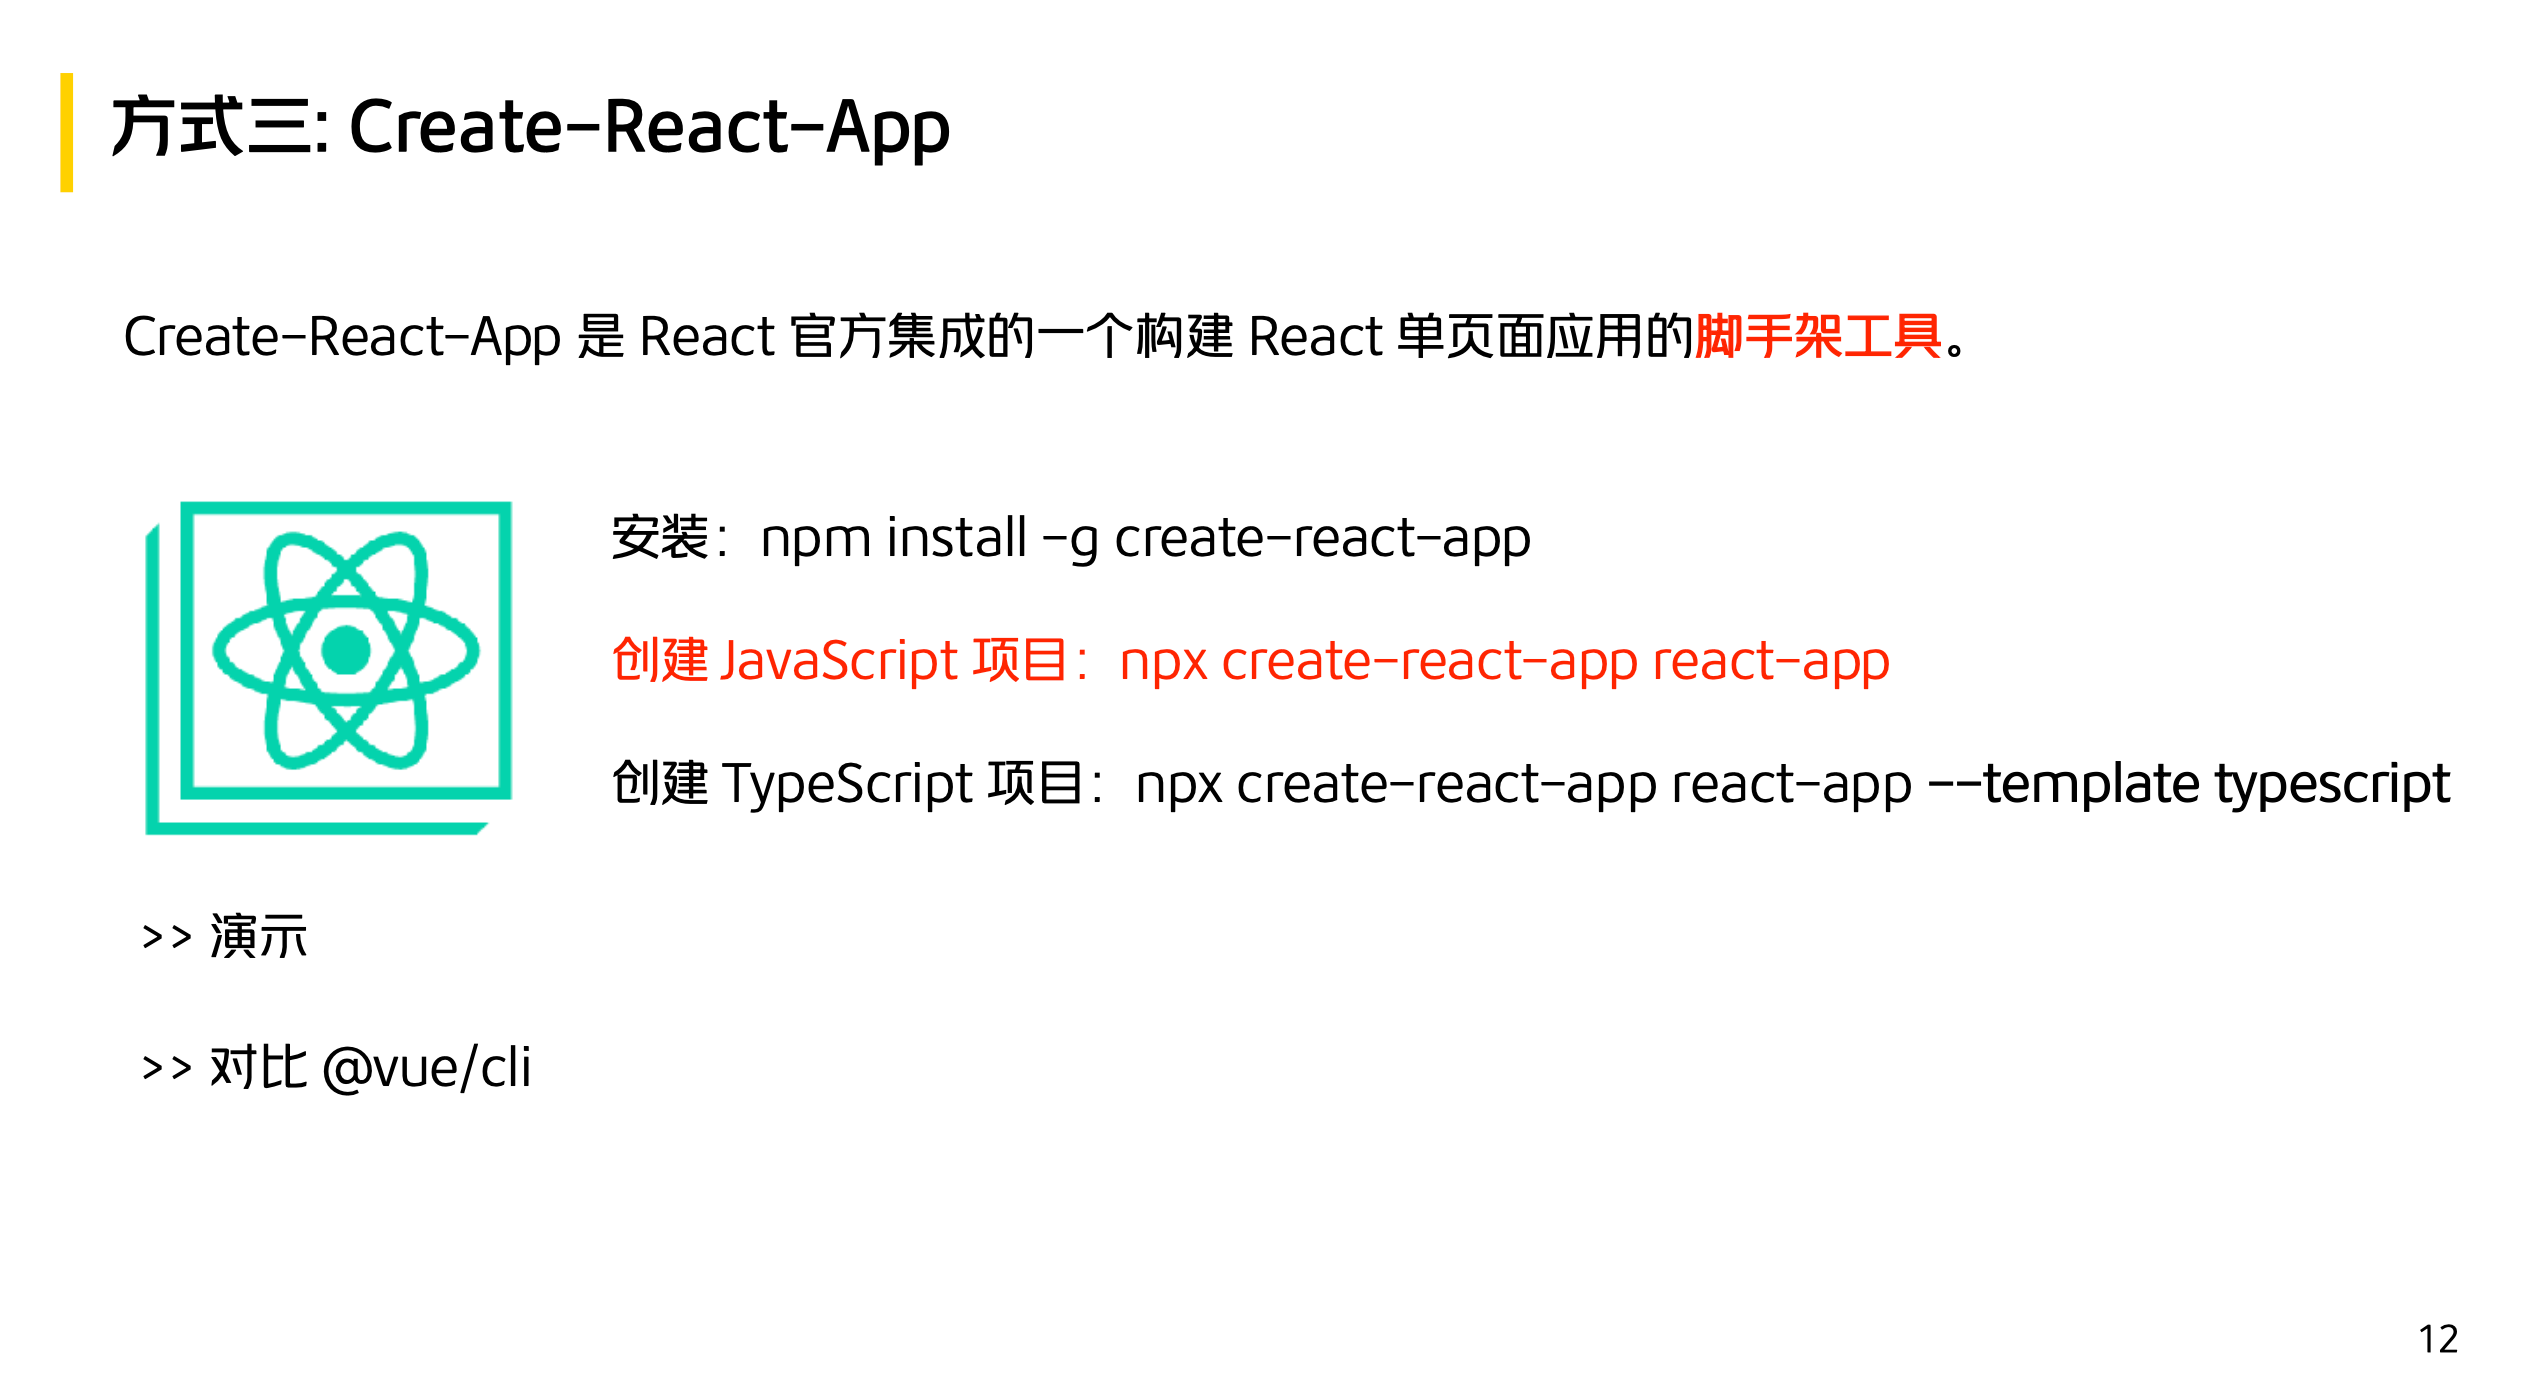 方式三: Create-React-App
Create-React-App 是 React 官方集成的一个构建 React 单页面应用的脚手架工具。
安装：npm install -g create-react-app
创建 JavaScript 项目：npx create-react-app react-app
创建 TypeScript 项目：npx create-react-app react-app --template typescript
>> 演示
>> 对比 @vue/cli
12